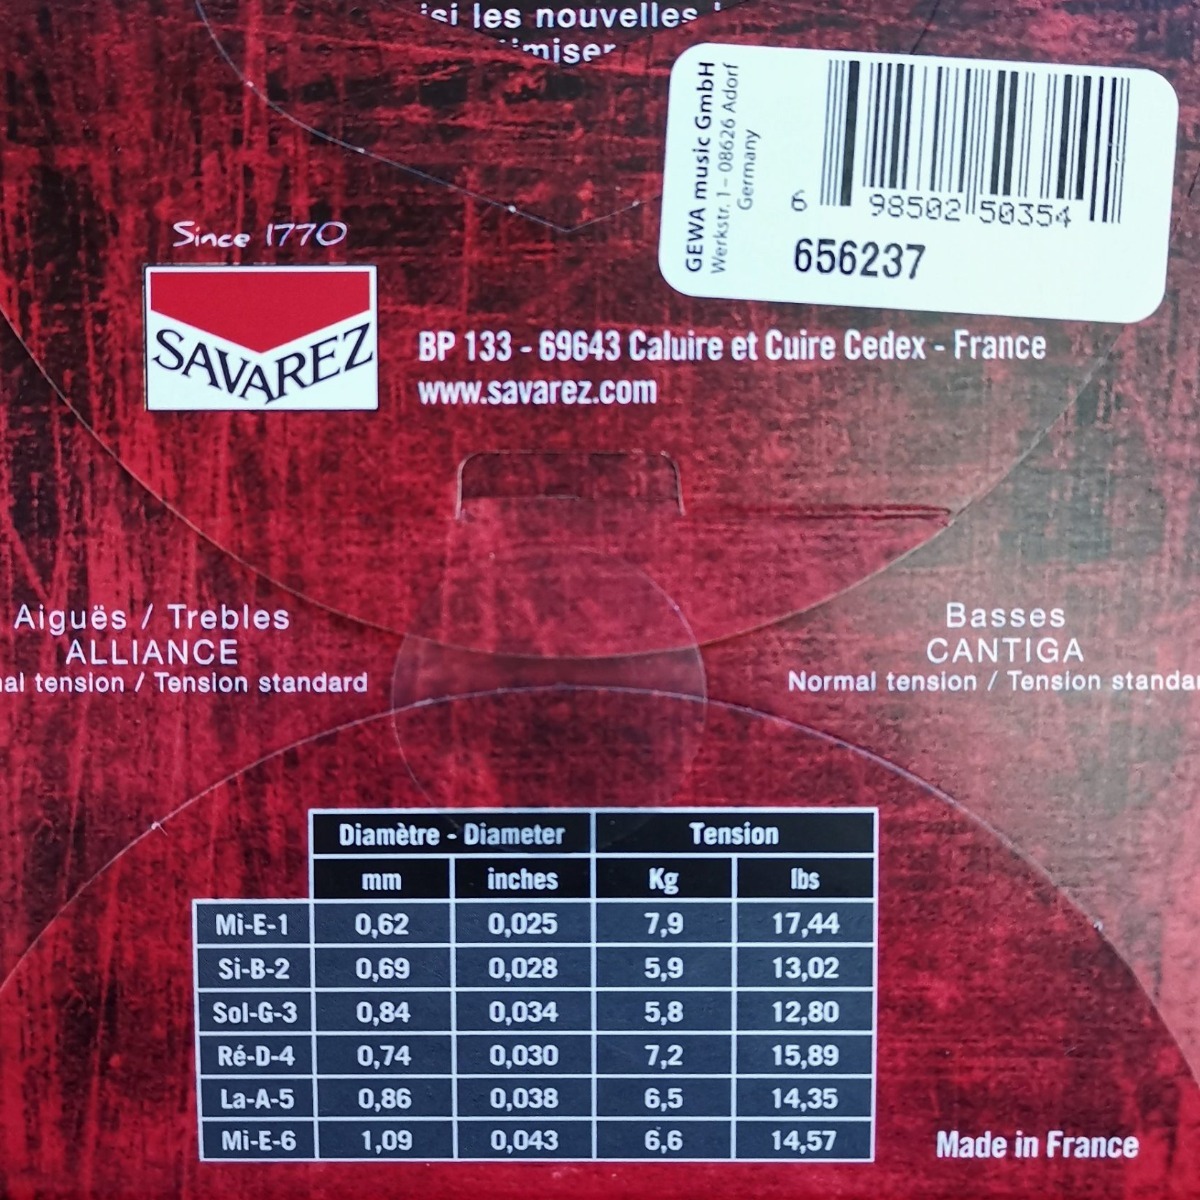 les nouvelles
GEWA music GmbH
Werkstr. 1 – 08626 Adorf
Germany
6 98502 50354
656237
Since 1770
SAVAREZ
BP 133 - 69643 Caluire et Cuire Cedex - France
www.savarez.com
Aiguës / Trebles
ALLIANCE
tension / Tension standard
Basses
CANTIGA
Normal tension / Tension
Diamètre - Diameter Tension
mm inches Kg lbs
Mi-E-1 0,62 0,025 7,9 17,44
Si-B-2 0,69 0,028 5,9 13,02
Sol-G-3 0,84 0,034 5,8 12,80
Ré-D-4 0,74 0,030 7,2 15,89
La-A-5 0,86 0,038 6,5 14,35
Mi-E-6 1,09 0,043 6,6 14,57
Made in France